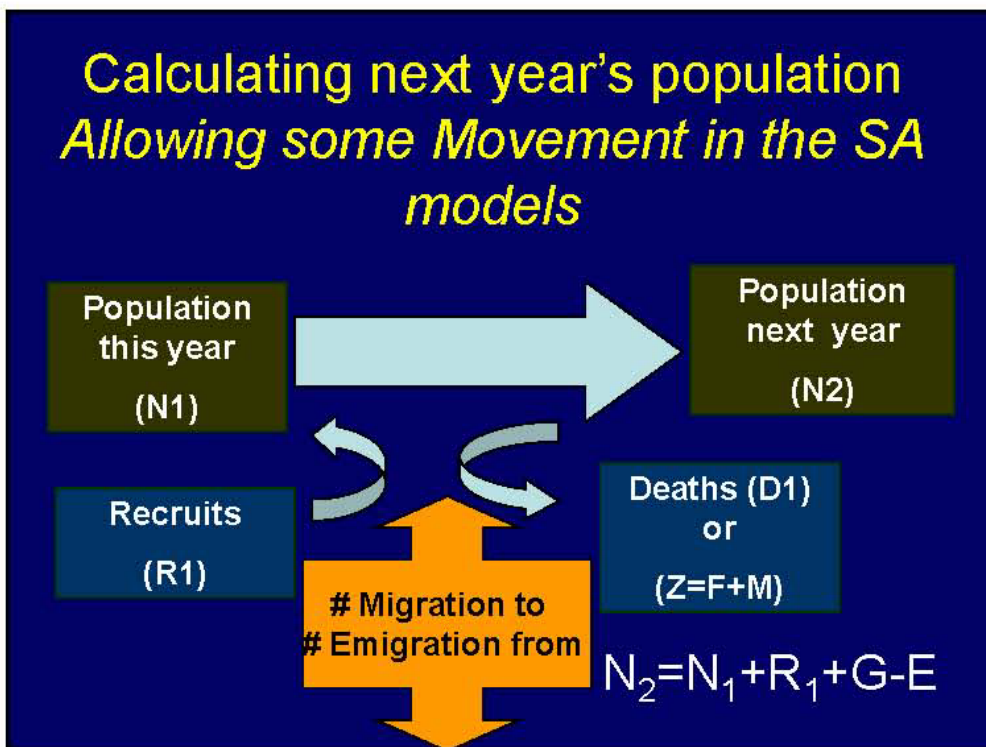 Calculating next year's population
Allowing some Movement in the SA
models
Population
this year
(N1)
Population
next year
(N2)
Recruits
(R1)
Deaths (D1)
or
(Z=F+M)
# Migration to
# Emigration from
N₂=N₁+R₁+G-E